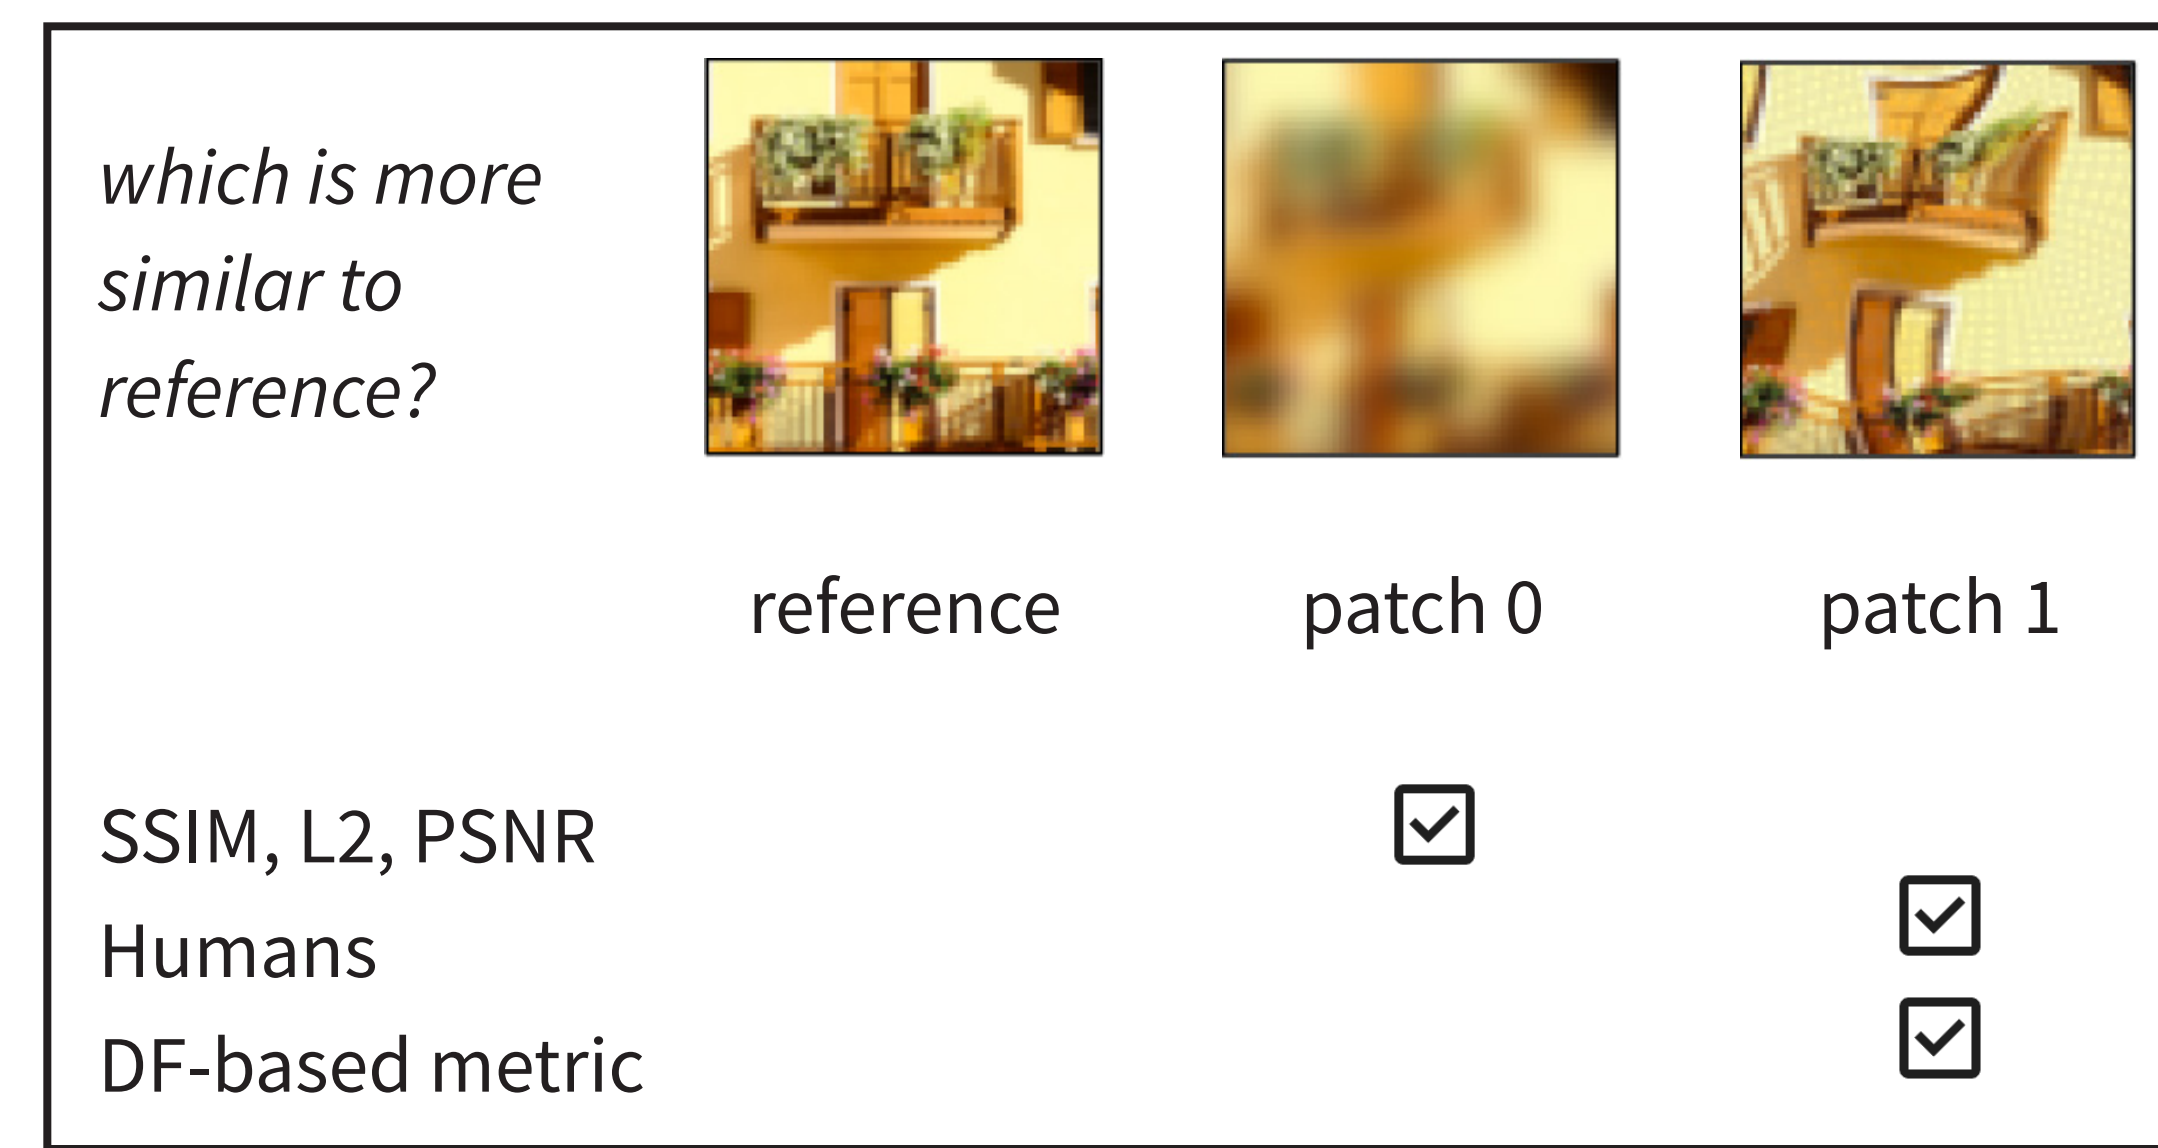 which is more
similar to
reference?
reference
patch 0
patch 1
SSIM, L2, PSNR
Humans
DF-based metric